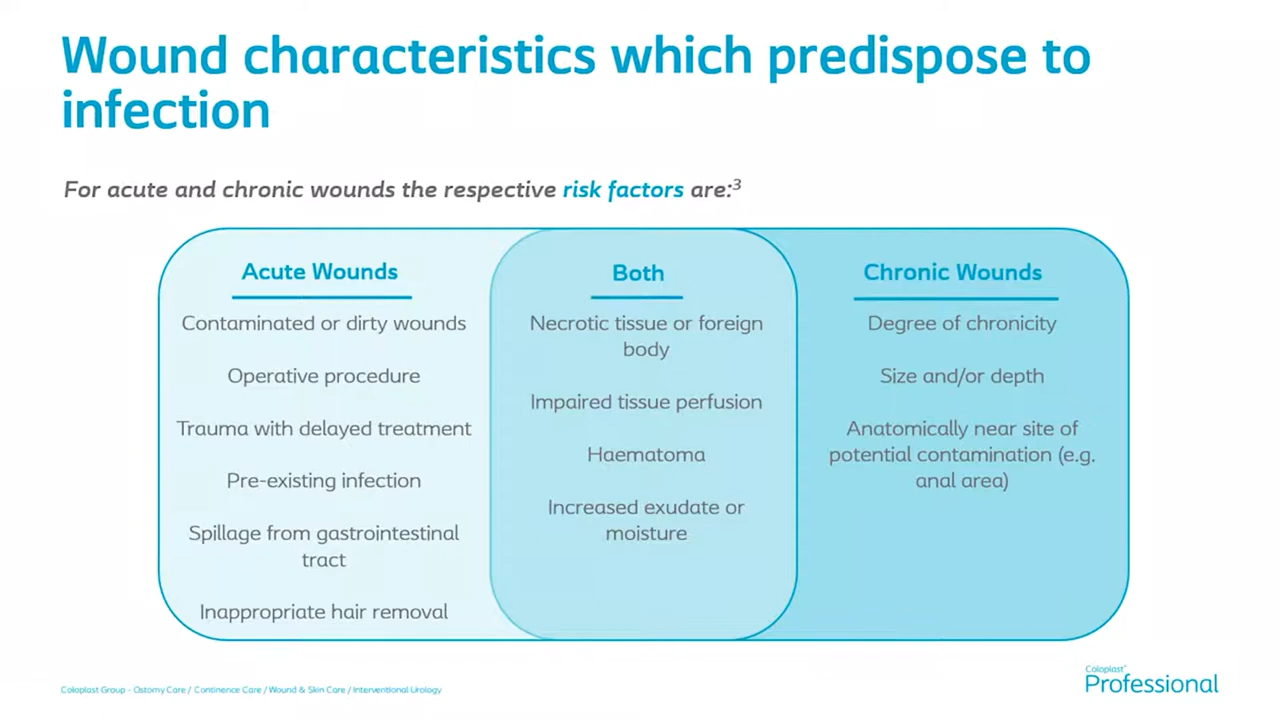 Wound characteristics which predispose to
infection
For acute and chronic wounds the respective risk factors are:³
Acute Wounds
Contaminated or dirty wounds
Operative procedure
Trauma with delayed treatment
Pre-existing infection
Spillage from gastrointestinal
tract
Inappropriate hair removal
Both
Necrotic tissue or foreign
body
Impaired tissue perfusion
Haematoma
Increased exudate or
moisture
Chronic Wounds
Degree of chronicity
Size and/or depth
Anatomically near site of
potential contamination (e.g.
anal area)
Coloplast Group - Ostomy Care / Continence Care / Wound & Skin Care / Interventional Urology
Coloplast®
Professional